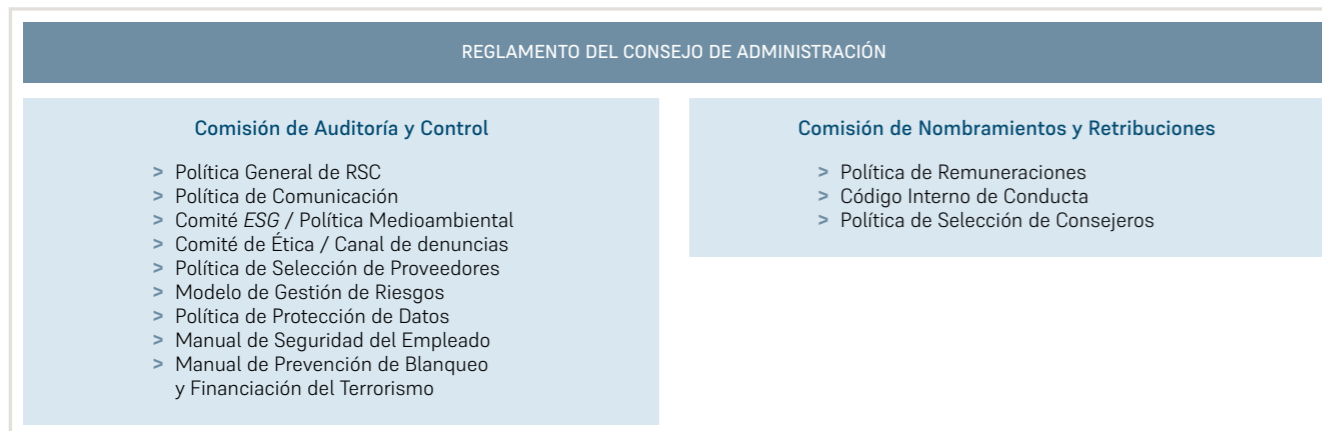 REGLAMENTO DEL CONSEJO DE ADMINISTRACIÓN
Comisión de Auditoría y Control
> Política General de RSC
> Política de Comunicación
> Comité ESG / Política Medioambiental
> Comité de Ética / Canal de denuncias
> Política de Selección de Proveedores
> Modelo de Gestión de Riesgos
> Política de Protección de Datos
> Manual de Seguridad del Empleado
> Manual de Prevención de Blanqueo
y Financiación del Terrorismo
Comisión de Nombramientos y Retribuciones
> Política de Remuneraciones
> Código Interno de Conducta
> Política de Selección de Consejeros